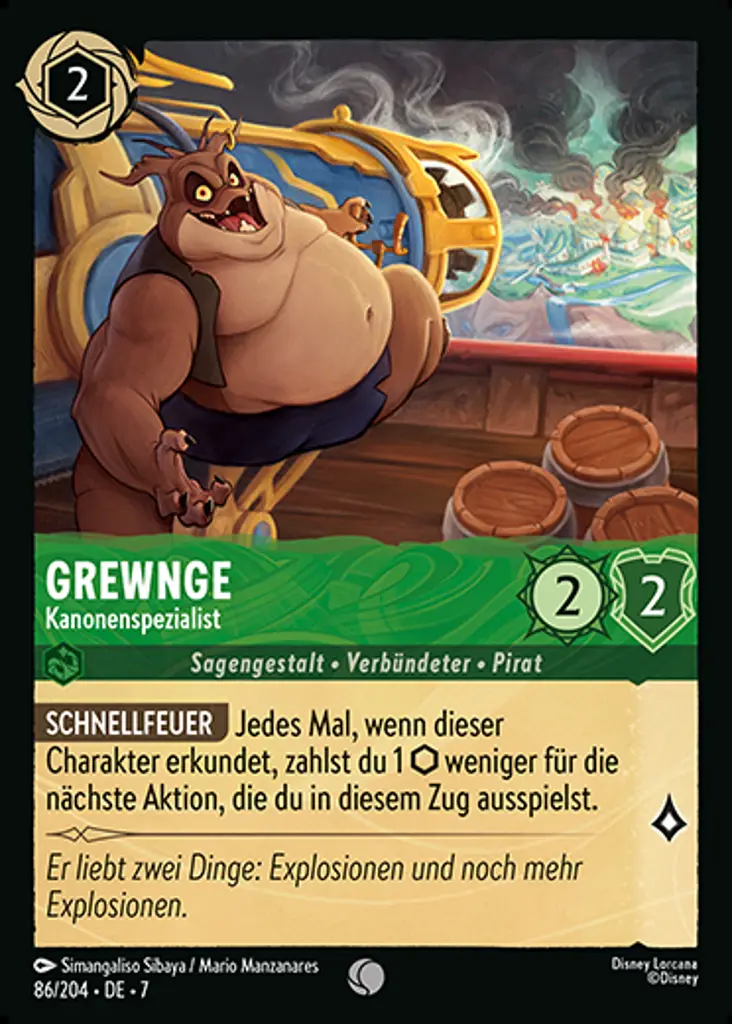 2
GREWNGE
Kanonenspezialist
2 2
Sagengestalt • Verbündeter • Pirat
SCHNELLFEUER Jedes Mal, wenn dieser
Charakter erkundet, zahlst du 1 ⬡ weniger für die
nächste Aktion, die du in diesem Zug ausspielst.
Er liebt zwei Dinge: Explosionen und noch mehr
Explosionen.
Simangaliso Sibaya / Mario Manzanares
Disney Lorcana
86/204 • DE • 7
©Disney